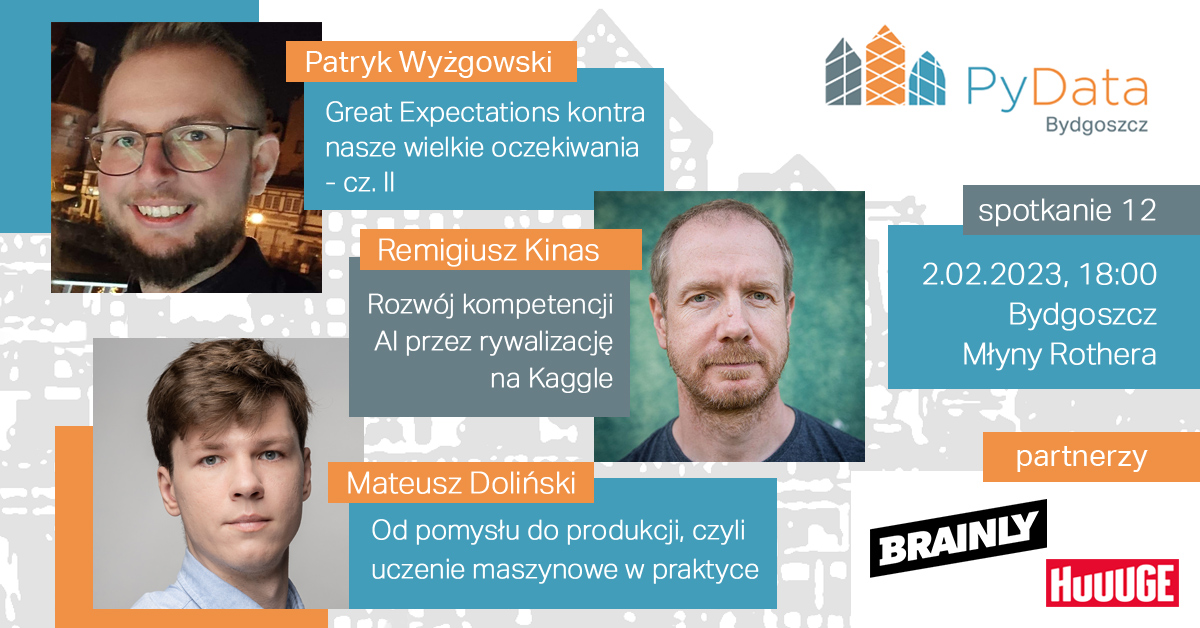 Patryk Wyżgowski
Great Expectations kontra
nasze wielkie oczekiwania
- cz. II
PyData
Bydgoszcz
spotkanie 12
2.02.2023, 18:00
Bydgoszcz
Młyny Rothera
Remigiusz Kinas
Rozwój kompetencji
AI przez rywalizację
na Kaggle
Mateusz Doliński
Od pomysłu do produkcji, czyli
uczenie maszynowe w praktyce
partnerzy
BRAINLY
HUUUGE